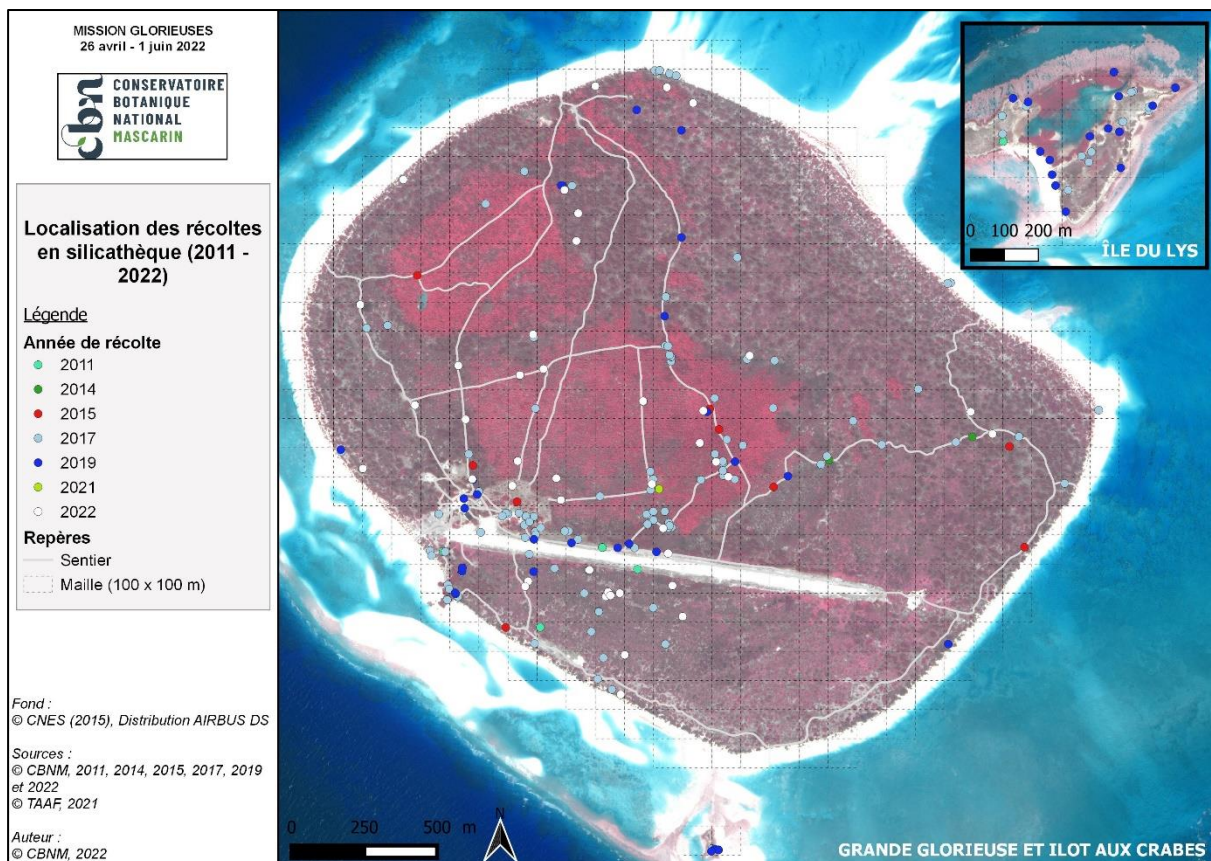 MISSION GLORIEUSES
26 avril - 1 juin 2022
cbn
CONSERVATOIRE
BOTANIQUE
NATIONAL
MASCARIN
Localisation des récoltes
en silicathèque (2011 -
2022)
Légende
Année de récolte
2011
2014
2015
2017
2019
2021
2022
Repères
Sentier
Maille (100 x 100 m)
Fond :
© CNES (2015), Distribution AIRBUS DS
Sources :
© CBNM, 2011, 2014, 2015, 2017, 2019
et 2022
© TAAF, 2021
Auteur :
© CBNM, 2022
0 100 200 m
ÎLE DU LYS
N
0 250 500 m
GRANDE GLORIEUSE ET ILOT AUX CRABES